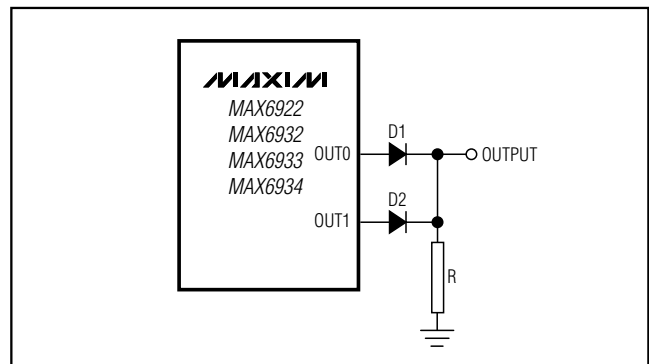 MAXIM
MAX6922
MAX6932
MAX6933
MAX6934
OUT0
D1
OUTPUT
OUT1
D2
R